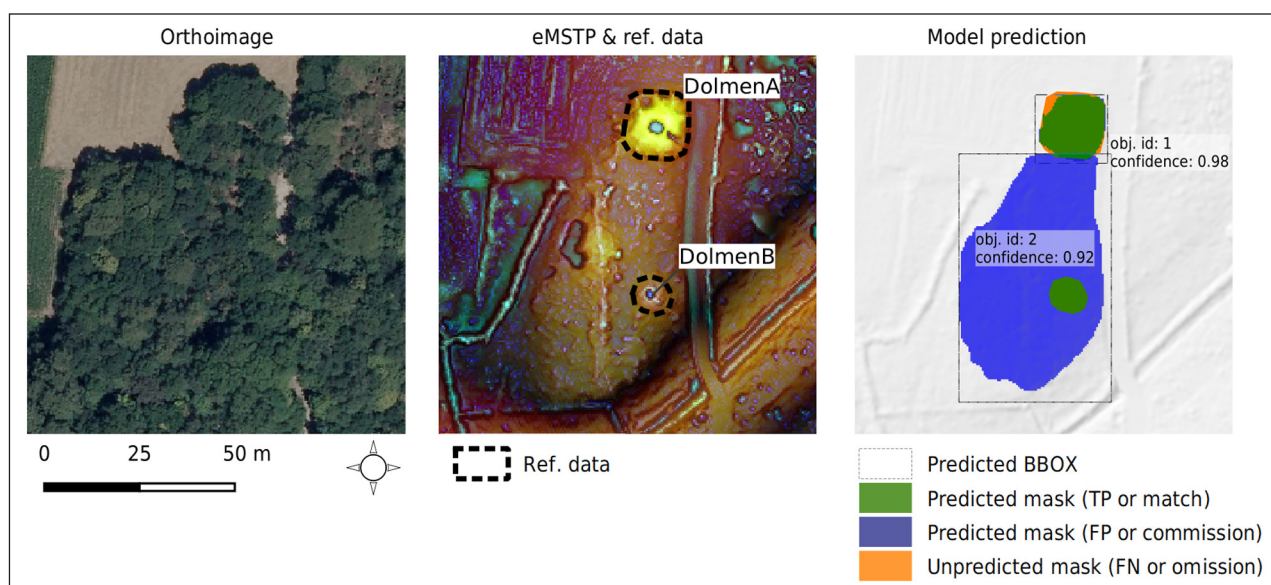 Orthoimage
eMSTP & ref. data
Model prediction
DolmenA
obj. id: 1
confidence: 0.98
DolmenB
obj. id: 2
confidence: 0.92
0 25 50 m
Ref. data
Predicted BBOX
Predicted mask (TP or match)
Predicted mask (FP or commission)
Unpredicted mask (FN or omission)